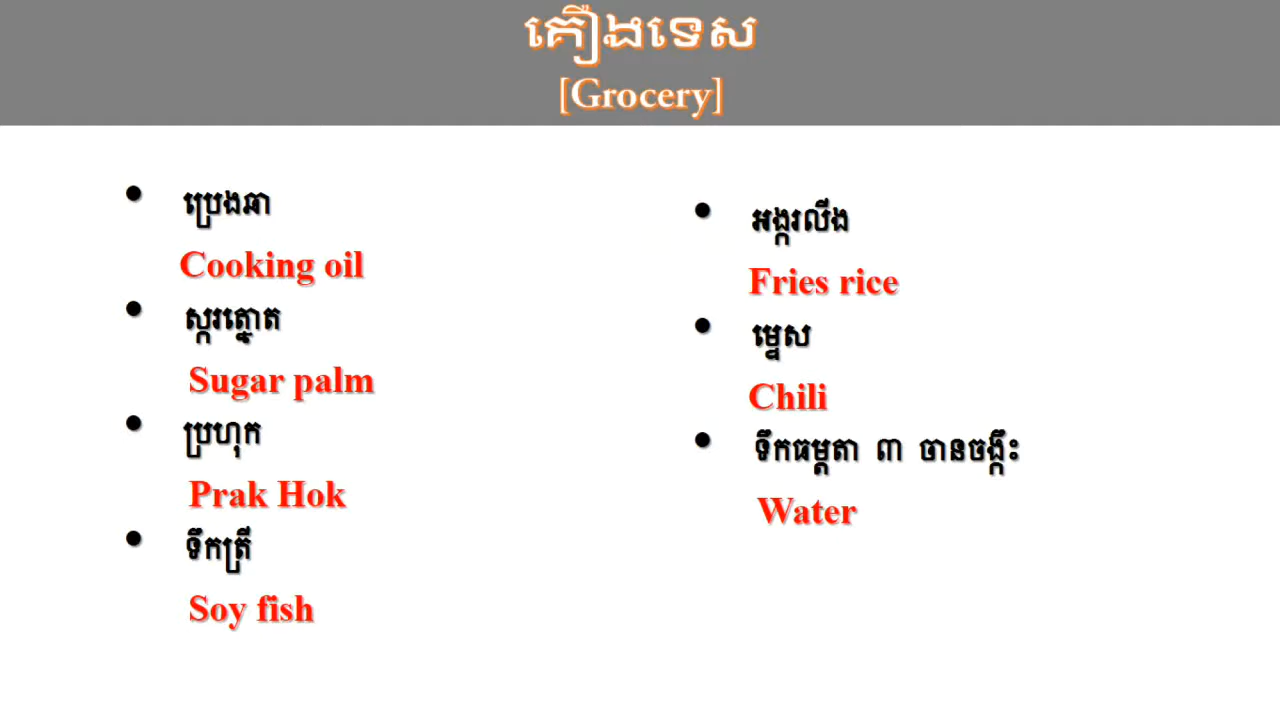 គឿងទេស
[Grocery]
ប្រេងឆា
Cooking oil
ស្ករត្នោត
Sugar palm
ប្រហុក
Prak Hok
ទឹកត្រី
Soy fish
អង្ករលីង
Fries rice
ម្ទេស
Chili
ទឹកធម្មតា ៣ ចានចង្កឹះ
Water